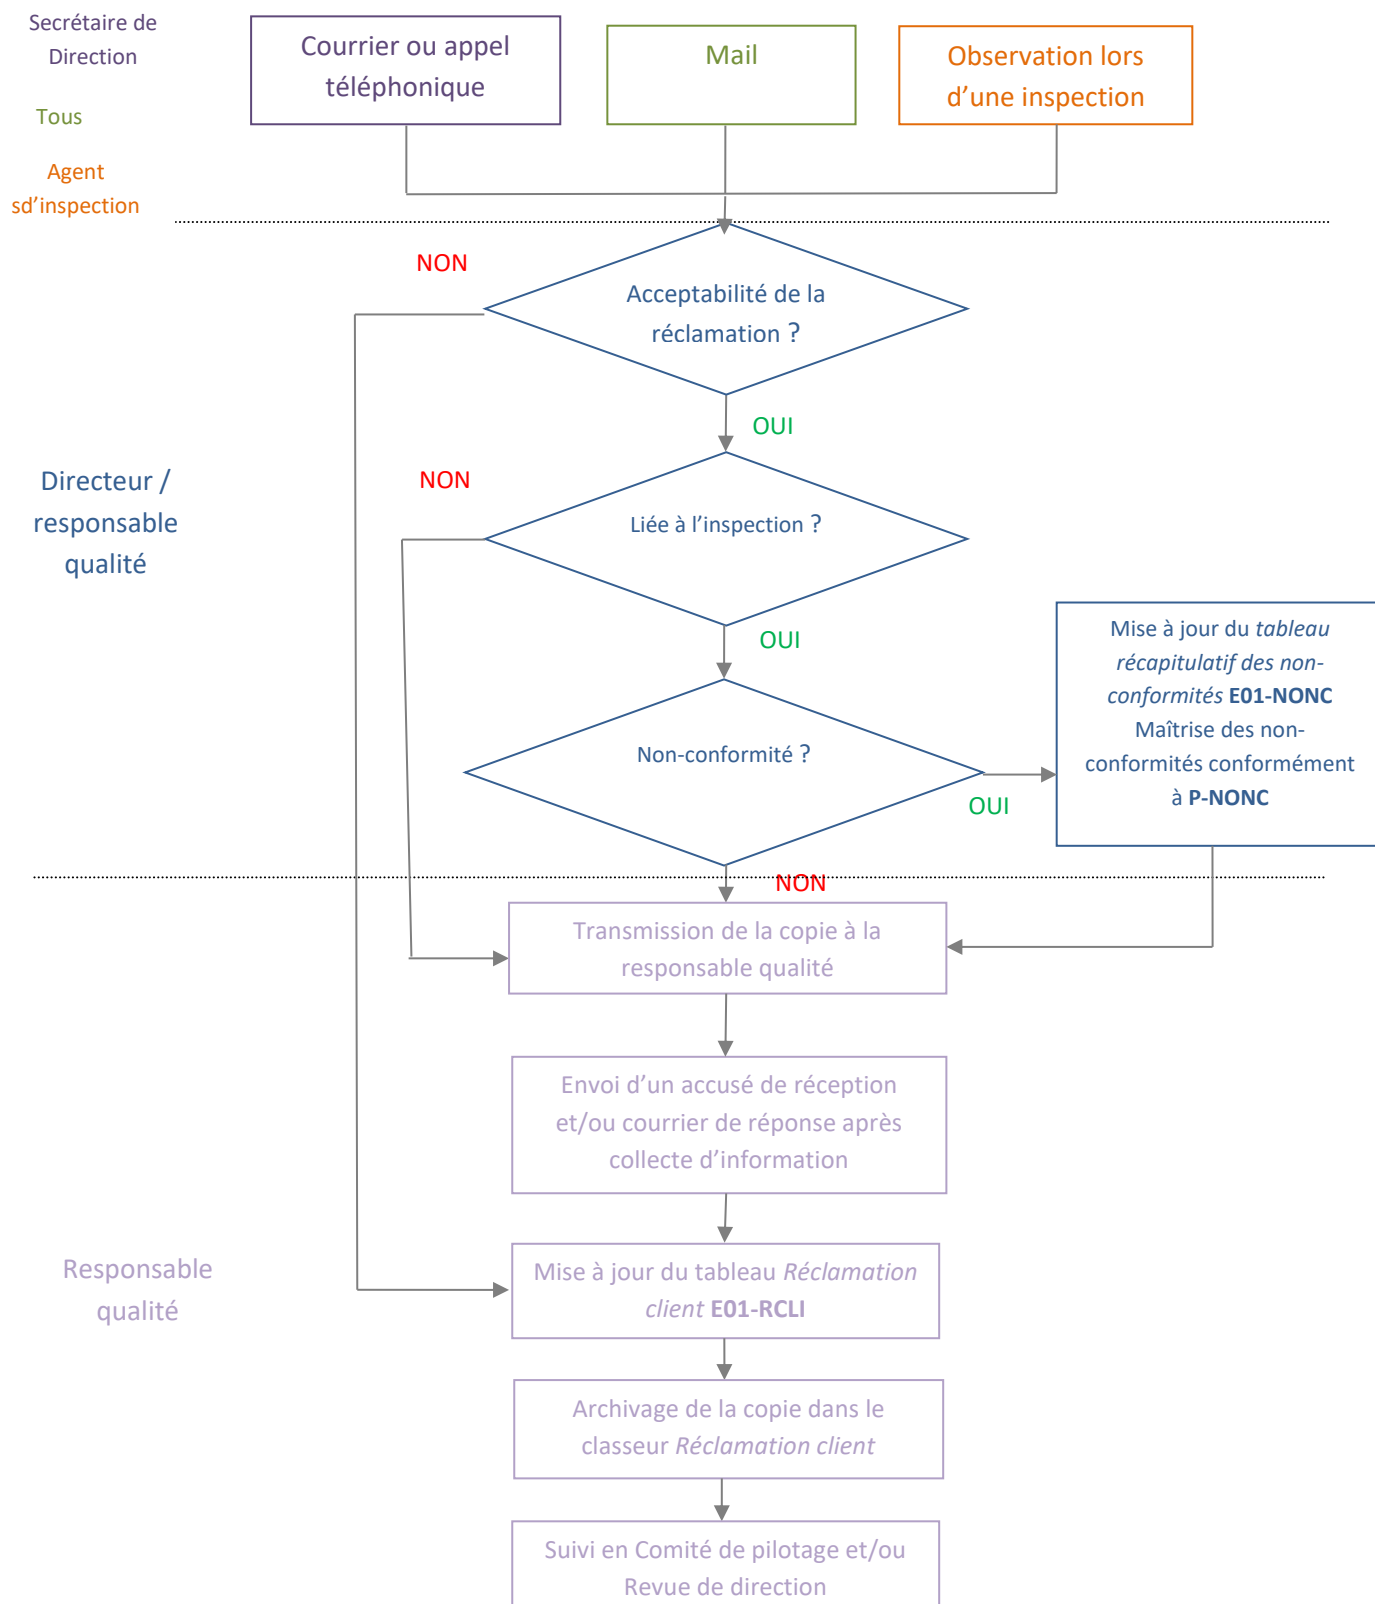 Secrétaire de
Direction
Tous
Agent
sd’inspection
Courrier ou appel
téléphonique
Mail
Observation lors
d’une inspection
NON
Acceptabilité de la
réclamation ?
OUI
Directeur /
responsable
qualité
NON
Liée à l’inspection ?
OUI
Non-conformité ?
OUI
Mise à jour du tableau
récapitulatif des non-
conformités E01-NONC
Maîtrise des non-
conformités conformément
à P-NONC
NON
Transmission de la copie à la
responsable qualité
Envoi d’un accusé de réception
et/ou courrier de réponse après
collecte d’information
Responsable
qualité
Mise à jour du tableau Réclamation
client E01-RCLI
Archivage de la copie dans le
classeur Réclamation client
Suivi en Comité de pilotage et/ou
Revue de direction